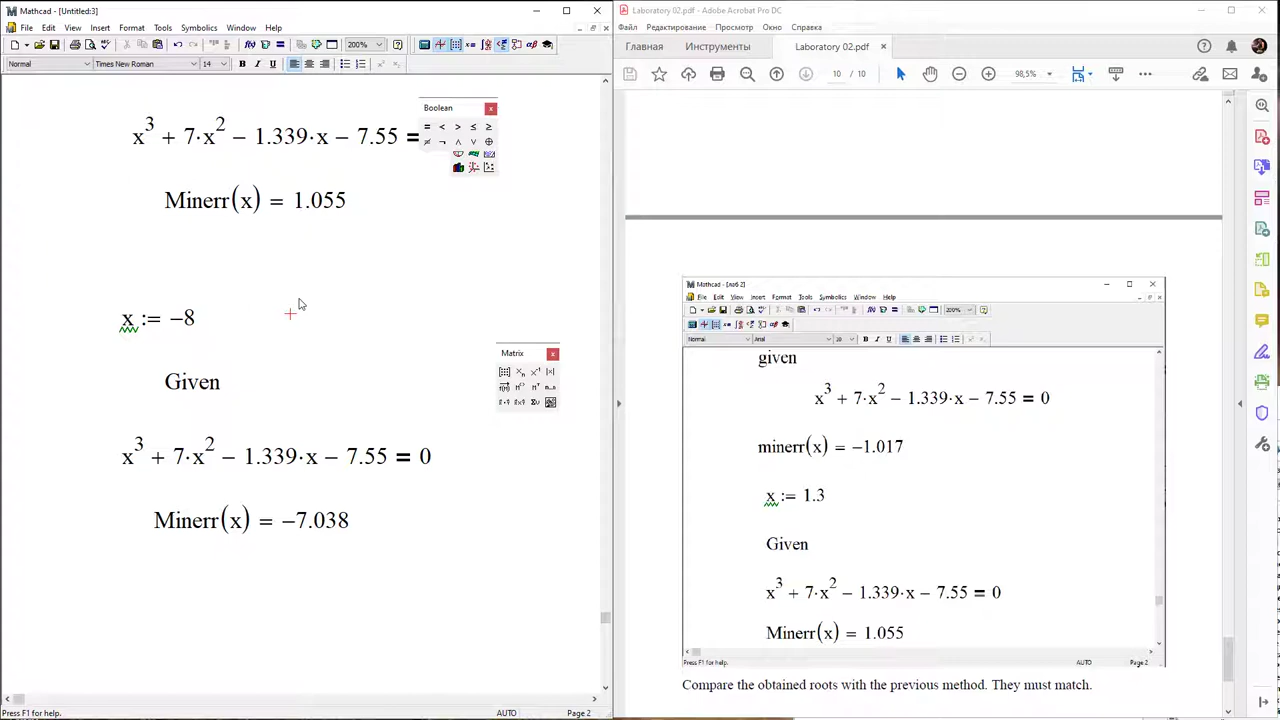 Mathcad - [Untitled:3]
File Edit View Insert Format Tools Symbolics Window Help
200%
Normal Times New Roman 14 B I U
x³ + 7·x² − 1.339·x − 7.55 =
Minerr(x) = 1.055
Boolean x
= < > ≤ ≥
≠ ¬ ∧ ∨ ⊕
x := −8
Given
x³ + 7·x² − 1.339·x − 7.55 = 0
Minerr(x) = −7.038
Matrix x
Press F1 for help. AUTO Page 2
Laboratory 02.pdf - Adobe Acrobat Pro DC
Файл Редактирование Просмотр Окно Справка
Главная Инструменты Laboratory 02.pdf ×
10 / 10 98,5%
Mathcad - [лаб 2]
File Edit View Insert Format Tools Symbolics Window Help
200%
Normal Arial 10 B I U
given
x³ + 7·x² − 1.339·x − 7.55 = 0
minerr(x) = −1.017
x := 1.3
Given
x³ + 7·x² − 1.339·x − 7.55 = 0
Minerr(x) = 1.055
Press F1 for help. AUTO Page 2
Compare the obtained roots with the previous method. They must match.